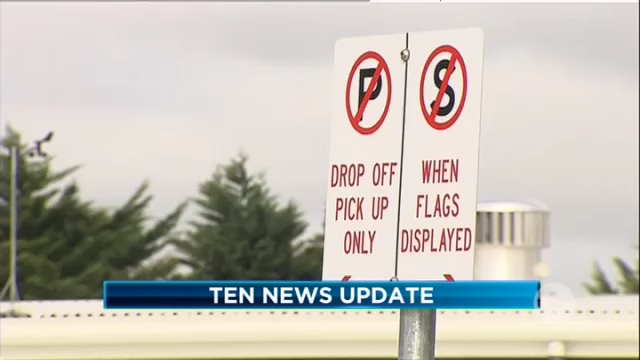 P
DROP OFF
PICK UP
ONLY
S
WHEN
FLAGS
DISPLAYED
TEN NEWS UPDATE